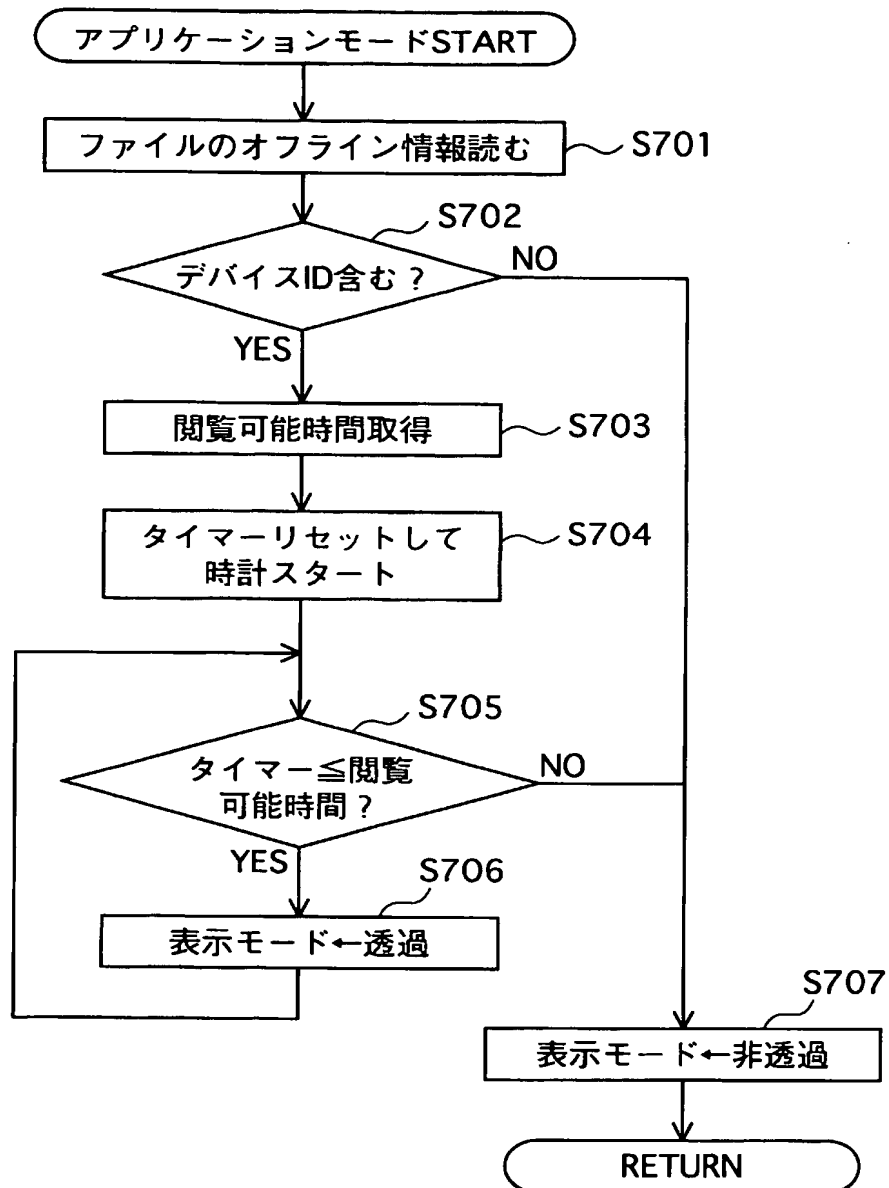 アプリケーションモードSTART
ファイルのオフライン情報読む
S701
S702
デバイスID含む？
NO
YES
閲覧可能時間取得
S703
タイマーリセットして
時計スタート
S704
S705
タイマー≦閲覧
可能時間？
NO
YES
S706
表示モード←透過
S707
表示モード←非透過
RETURN